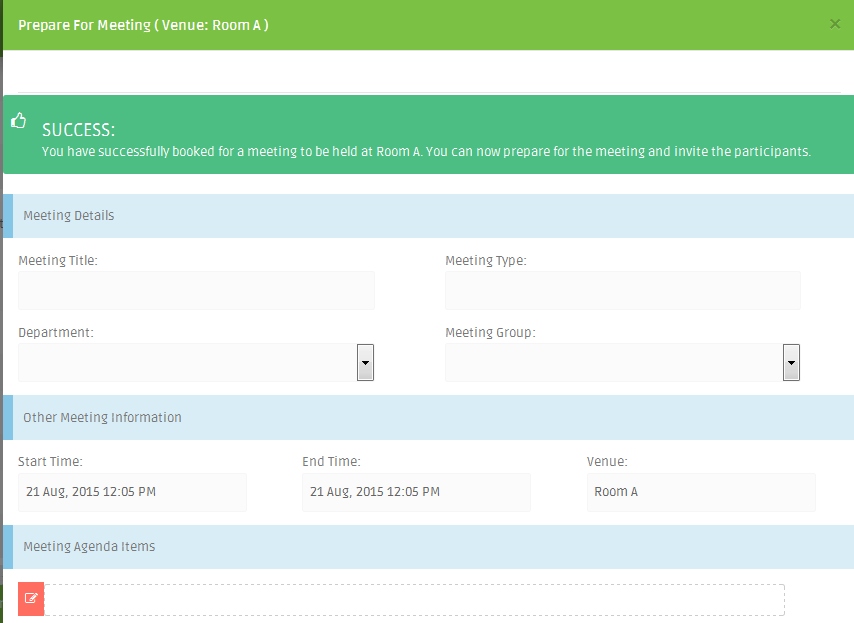 Prepare For Meeting ( Venue: Room A )
×
SUCCESS:
You have successfully booked for a meeting to be held at Room A. You can now prepare for the meeting and invite the participants.
Meeting Details
Meeting Title:
Meeting Type:
Department:
Meeting Group:
Other Meeting Information
Start Time:
End Time:
Venue:
21 Aug, 2015 12:05 PM
21 Aug, 2015 12:05 PM
Room A
Meeting Agenda Items